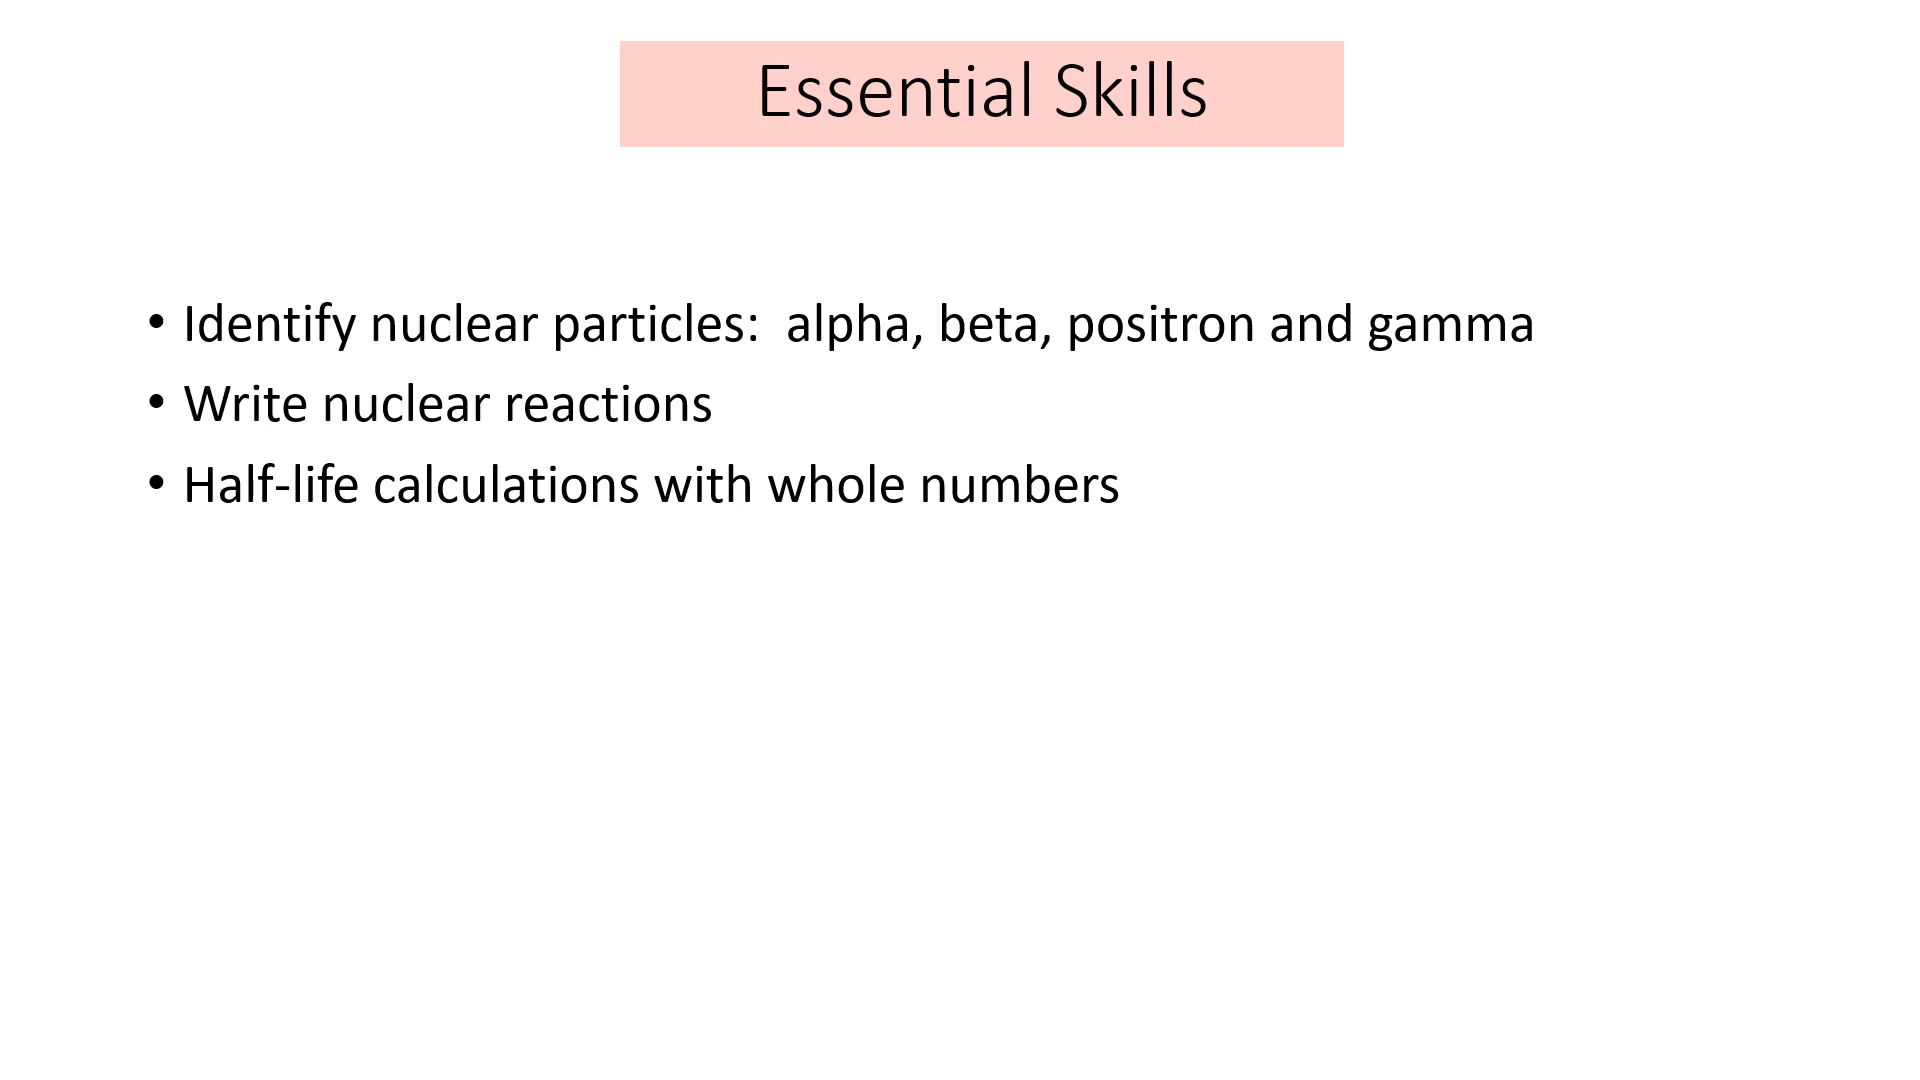 Essential Skills
• Identify nuclear particles:  alpha, beta, positron and gamma
• Write nuclear reactions
• Half-life calculations with whole numbers